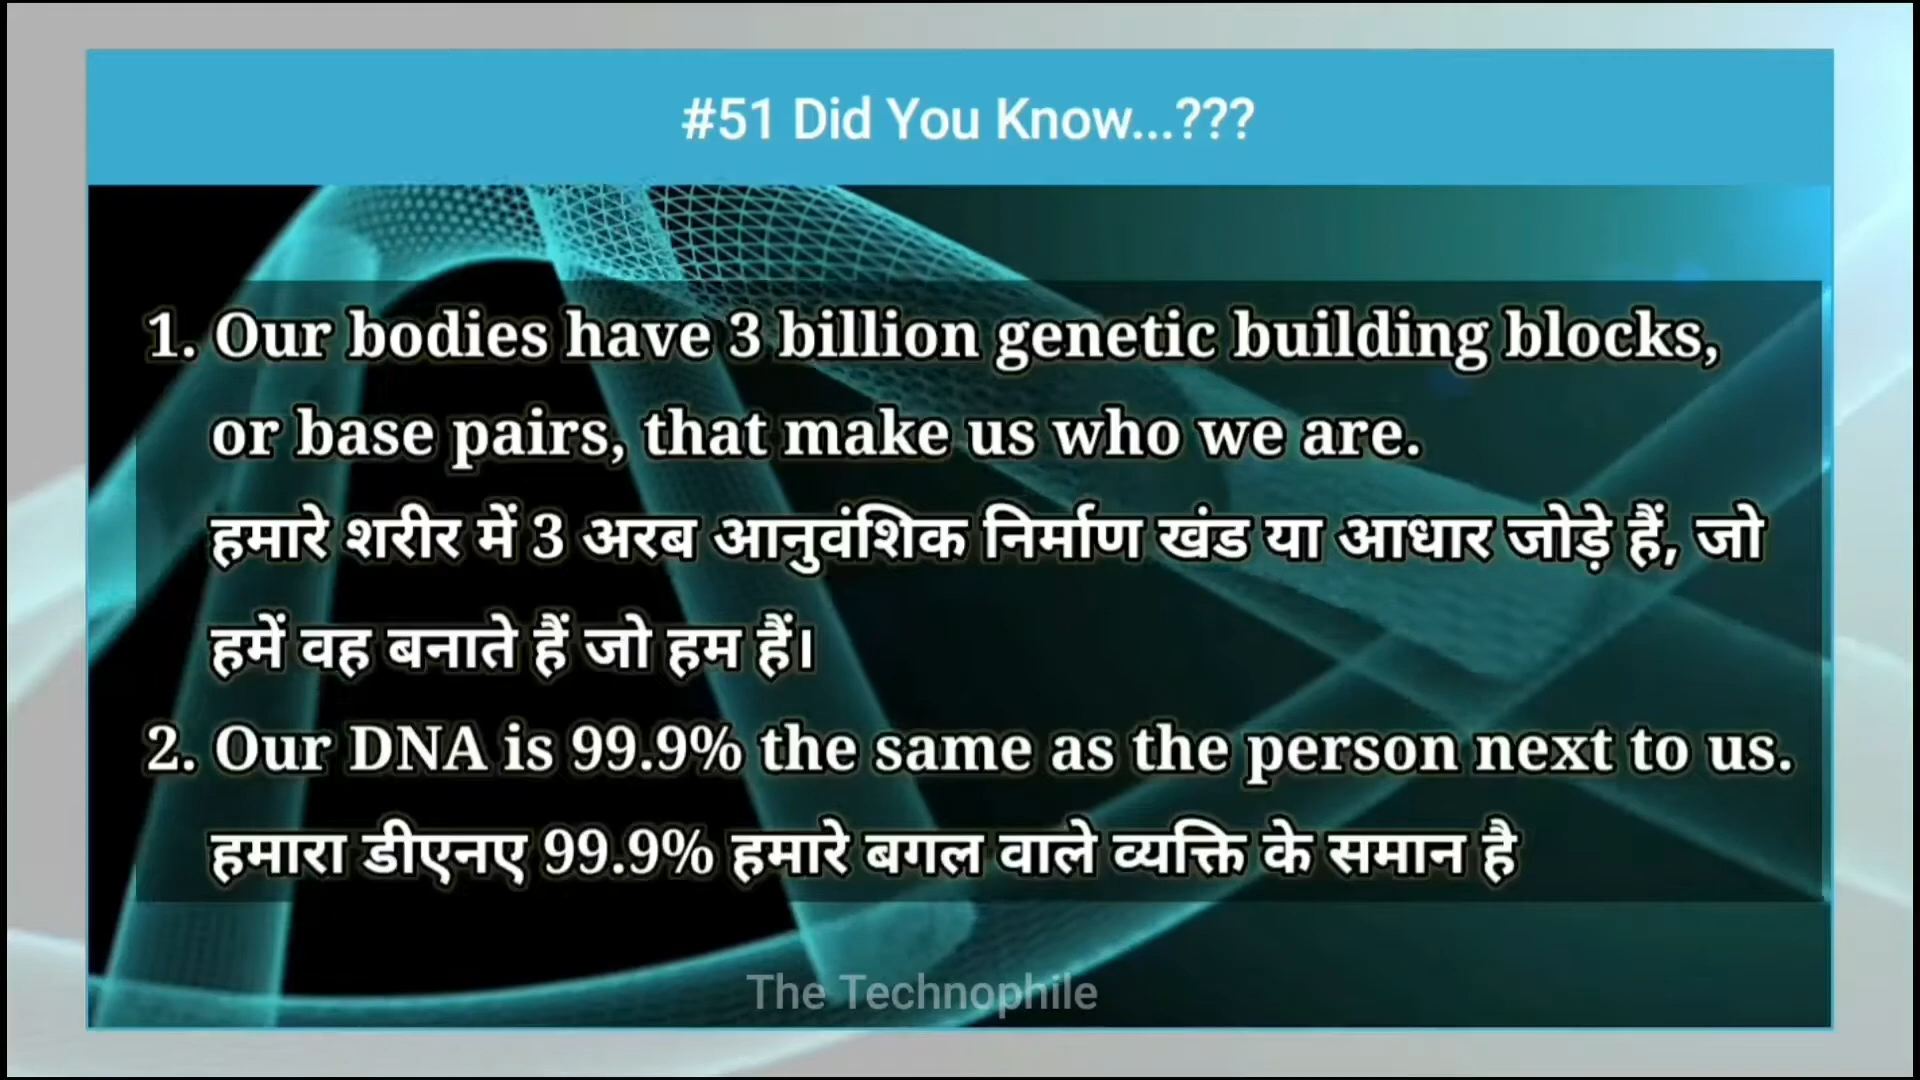 #51 Did You Know...???
1. Our bodies have 3 billion genetic building blocks,
or base pairs, that make us who we are.
हमारे शरीर में 3 अरब आनुवंशिक निर्माण खंड या आधार जोड़े हैं, जो
हमें वह बनाते हैं जो हम हैं।
2. Our DNA is 99.9% the same as the person next to us.
हमारा डीएनए 99.9% हमारे बगल वाले व्यक्ति के समान है
The Technophile